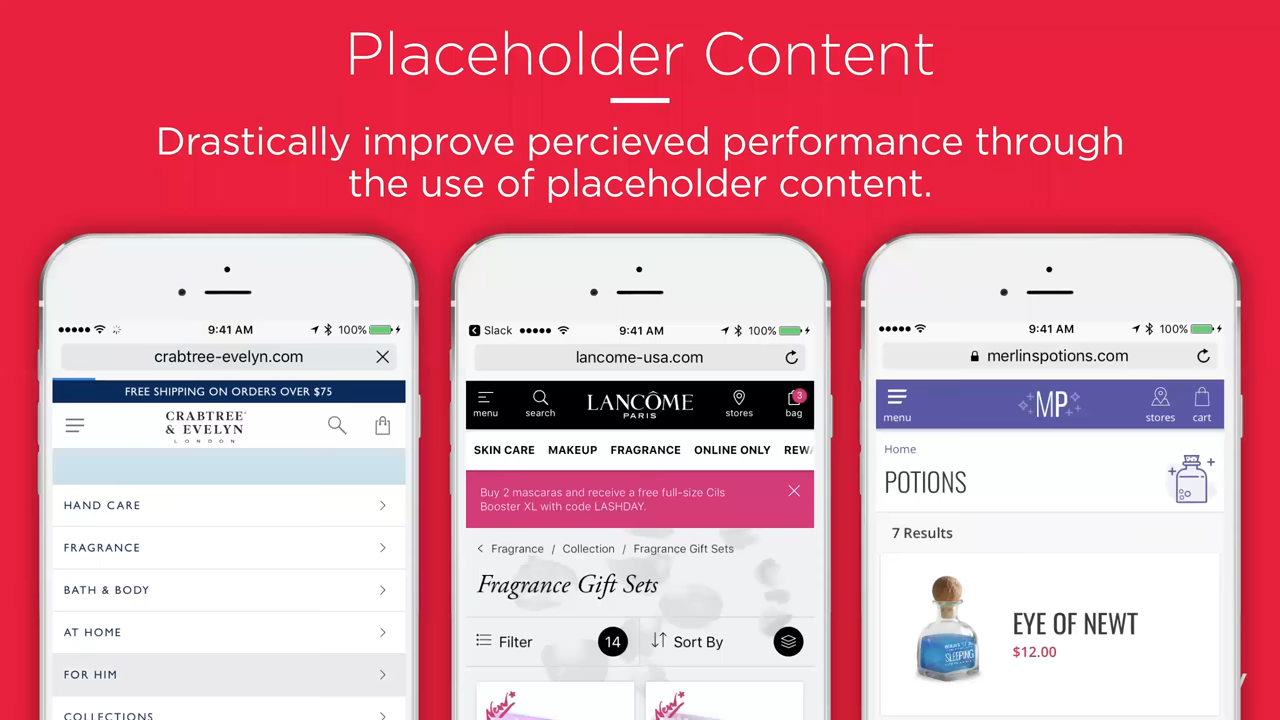 Placeholder Content
Drastically improve percieved performance through
the use of placeholder content.
9:41 AM
100%
crabtree-evelyn.com
FREE SHIPPING ON ORDERS OVER $75
CRABTREE
& EVELYN
LONDON
HAND CARE
FRAGRANCE
BATH & BODY
AT HOME
FOR HIM
COLLECTIONS
Slack
9:41 AM
100%
lancome-usa.com
menu
search
LANCÔME
PARIS
stores
3
bag
SKIN CARE MAKEUP FRAGRANCE ONLINE ONLY REWA
Buy 2 mascaras and receive a free full-size Cils
Booster XL with code LASHDAY.
Fragrance / Collection / Fragrance Gift Sets
Fragrance Gift Sets
Filter
14
Sort By
New
New
9:41 AM
100%
merlinspotions.com
menu
MP
stores
cart
Home
POTIONS
7 Results
SLEEPING
EYE OF NEWT
$12.00